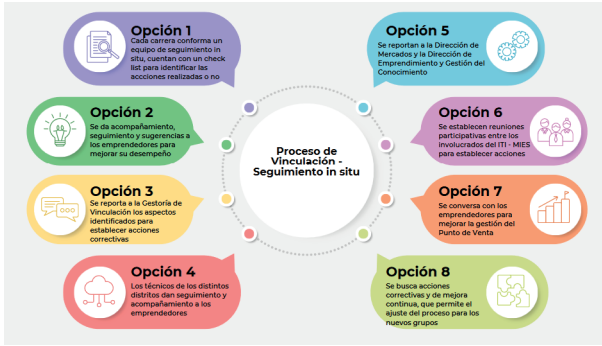 Opción 1
Cada carrera conforma un
equipo de seguimiento in
situ, cuentan con un check
list para identificar las
accciones realizadas o no
Opción 2
Se da acompañamiento,
seguimiento y sugerencias a
los emprendedores para
mejorar su desempeño
Opción 3
Se reporta a la Gestoría de
Vinculación los aspectos
identificados para
establecer acciones
correctivas
Opción 4
Los técnicos de los distintos
distritos dan seguimiento y
acompañamiento a los
emprendedores
Proceso de
Vinculación -
Seguimiento in situ
Opción 5
Se reportan a la Dirección de
Mercados y la Dirección de
Emprendimiento y Gestión del
Conocimiento
Opción 6
Se establecen reuniones
participativas entre los
involucrados del ITI - MIES
para establecer acciones
Opción 7
Se conversa con los
emprendedores para
mejorar la gestión del
Punto de Venta
Opción 8
Se busca acciones
correctivas y de mejora
continua, que permite el
ajuste del proceso para los
nuevos grupos